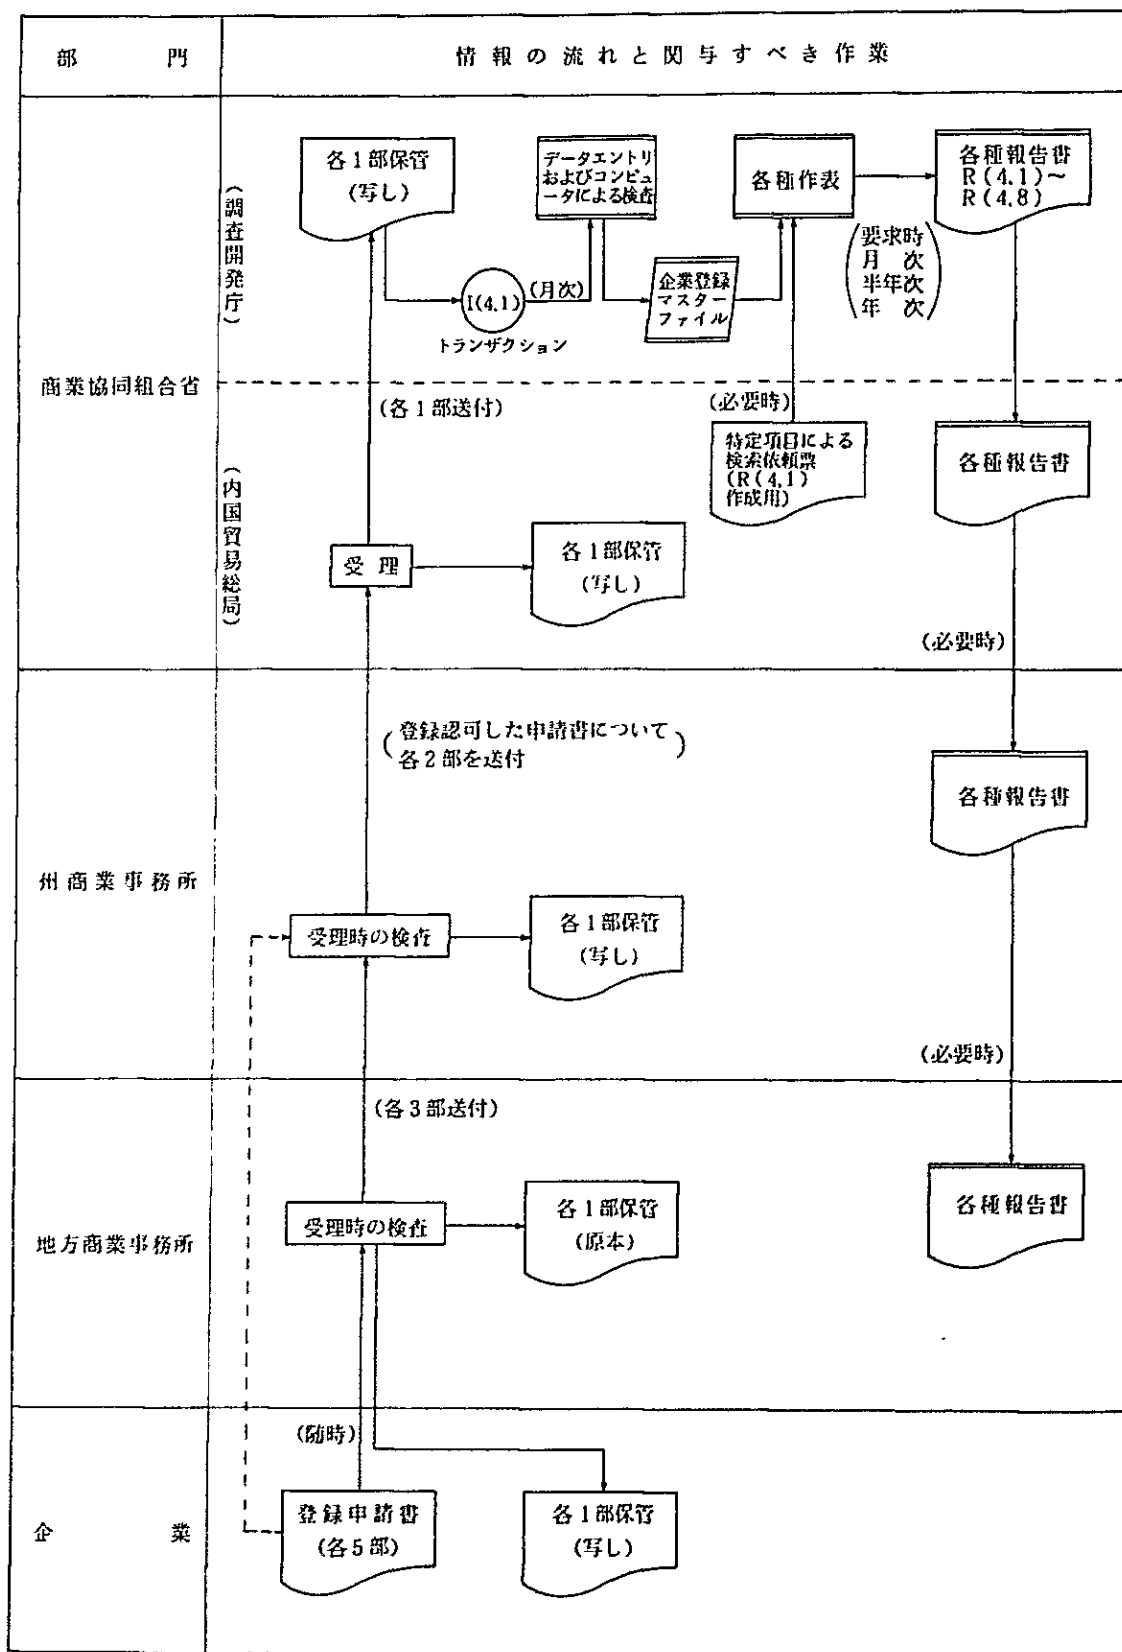 部門
情報の流れと関与すべき作業
商業協同組合省
(調査開発庁)
各1部保管
(写し)
I(4.1)
トランザクション
(月次)
データエントリ
およびコンピュ
ータによる検査
企業登録
マスター
ファイル
各種作表
各種報告書
R(4.1)~
R(4.8)
(要求時
月次
半年次
年次)
(各1部送付)
(必要時)
(内国貿易総局)
特定項目による
検索依頼票
(R(4.1)
作成用)
各種報告書
受理
各1部保管
(写し)
(必要時)
州商業事務所
(登録認可した申請書について
各2部を送付)
各種報告書
受理時の検査
各1部保管
(写し)
(必要時)
地方商業事務所
(各3部送付)
受理時の検査
各1部保管
(原本)
各種報告書
企業
(随時)
登録申請書
(各5部)
各1部保管
(写し)